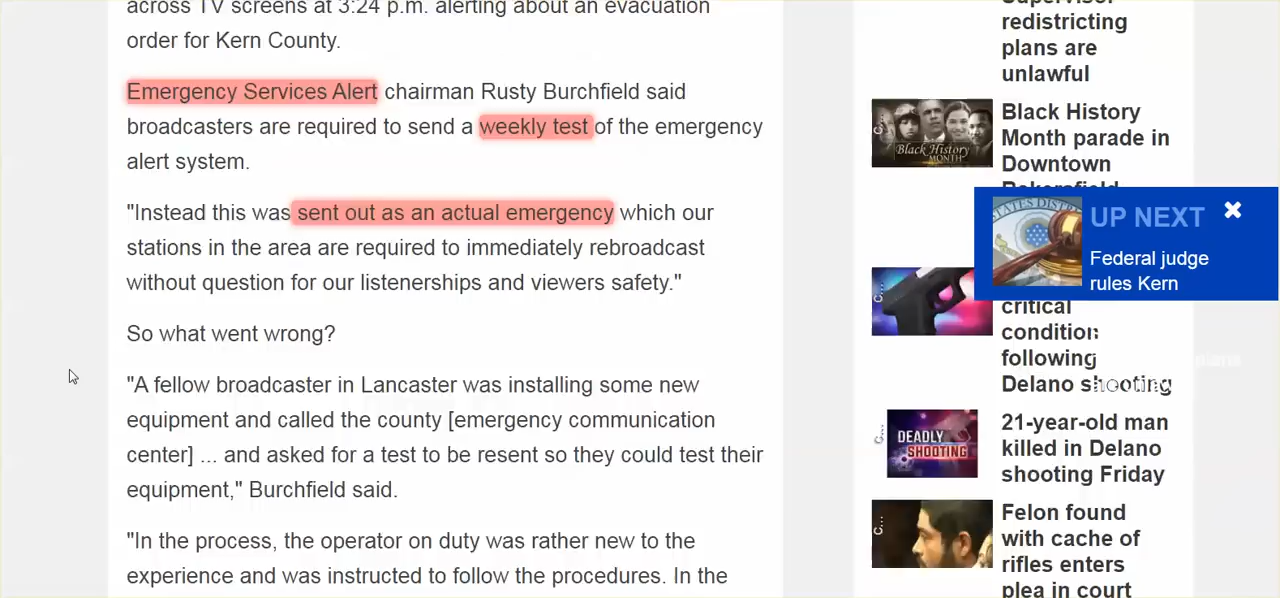 across TV screens at 3:24 p.m. alerting about an evacuation
order for Kern County.
Emergency Services Alert chairman Rusty Burchfield said
broadcasters are required to send a weekly test of the emergency
alert system.
"Instead this was sent out as an actual emergency which our
stations in the area are required to immediately rebroadcast
without question for our listenerships and viewers safety."
So what went wrong?
"A fellow broadcaster in Lancaster was installing some new
equipment and called the county [emergency communication
center] ... and asked for a test to be resent so they could test their
equipment," Burchfield said.
"In the process, the operator on duty was rather new to the
experience and was instructed to follow the procedures. In the
Supervisor
redistricting
plans are
unlawful
C...
Black History
MONTH
Black History
Month parade in
Downtown
Bakersfield
UP NEXT
Federal judge
rules Kern
C...
critical
condition
following
Delano shooting
C...
DEADLY
SHOOTING
21-year-old man
killed in Delano
shooting Friday
C...
Felon found
with cache of
rifles enters
plea in court